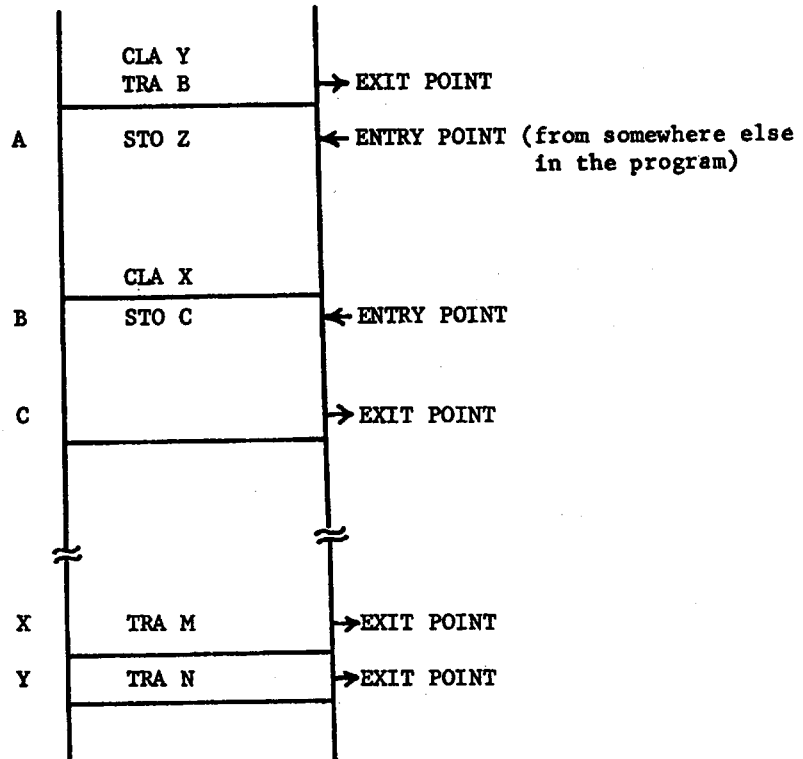 CLA Y
TRA B → EXIT POINT
A STO Z ← ENTRY POINT (from somewhere else
in the program)
CLA X
B STO C ← ENTRY POINT
C → EXIT POINT
X TRA M → EXIT POINT
Y TRA N → EXIT POINT